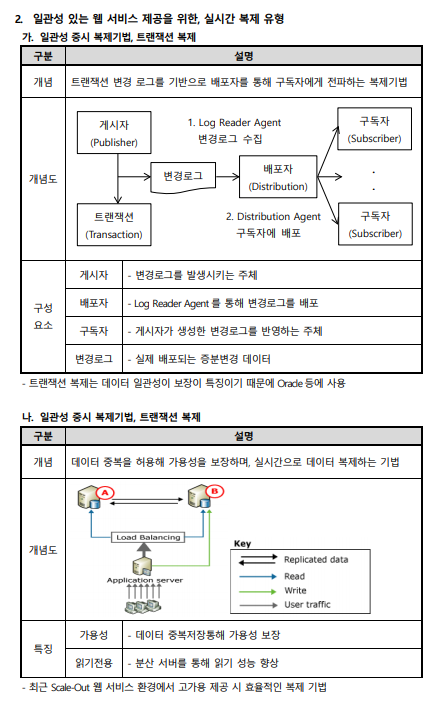 2. 일관성 있는 웹 서비스 제공을 위한, 실시간 복제 유형
가. 일관성 중시 복제기법, 트랜잭션 복제
구분 설명
개념 트랜잭션 변경 로그를 기반으로 배포자를 통해 구독자에게 전파하는 복제기법
개념도
게시자
(Publisher)
1. Log Reader Agent
변경로그 수집
구독자
(Subscriber)
변경로그
배포자
(Distribution)
.
.
트랜잭션
(Transaction)
2. Distribution Agent
구독자에 배포
구독자
(Subscriber)
구성
요소
게시자 - 변경로그를 발생시키는 주체
배포자 - Log Reader Agent 를 통해 변경로그를 배포
구독자 - 게시자가 생성한 변경로그를 반영하는 주체
변경로그 - 실제 배포되는 증분변경 데이터
- 트랜잭션 복제는 데이터 일관성이 보장이 특징이기 때문에 Oracle 등에 사용
나. 일관성 중시 복제기법, 트랜잭션 복제
구분 설명
개념 데이터 중복을 허용해 가용성을 보장하며, 실시간으로 데이터 복제하는 기법
개념도
A
B
Load Balancing
Application server
Key
Replicated data
Read
Write
User traffic
특징
가용성 - 데이터 중복저장통해 가용성 보장
읽기전용 - 분산 서버를 통해 읽기 성능 향상
- 최근 Scale-Out 웹 서비스 환경에서 고가용 제공 시 효율적인 복제 기법